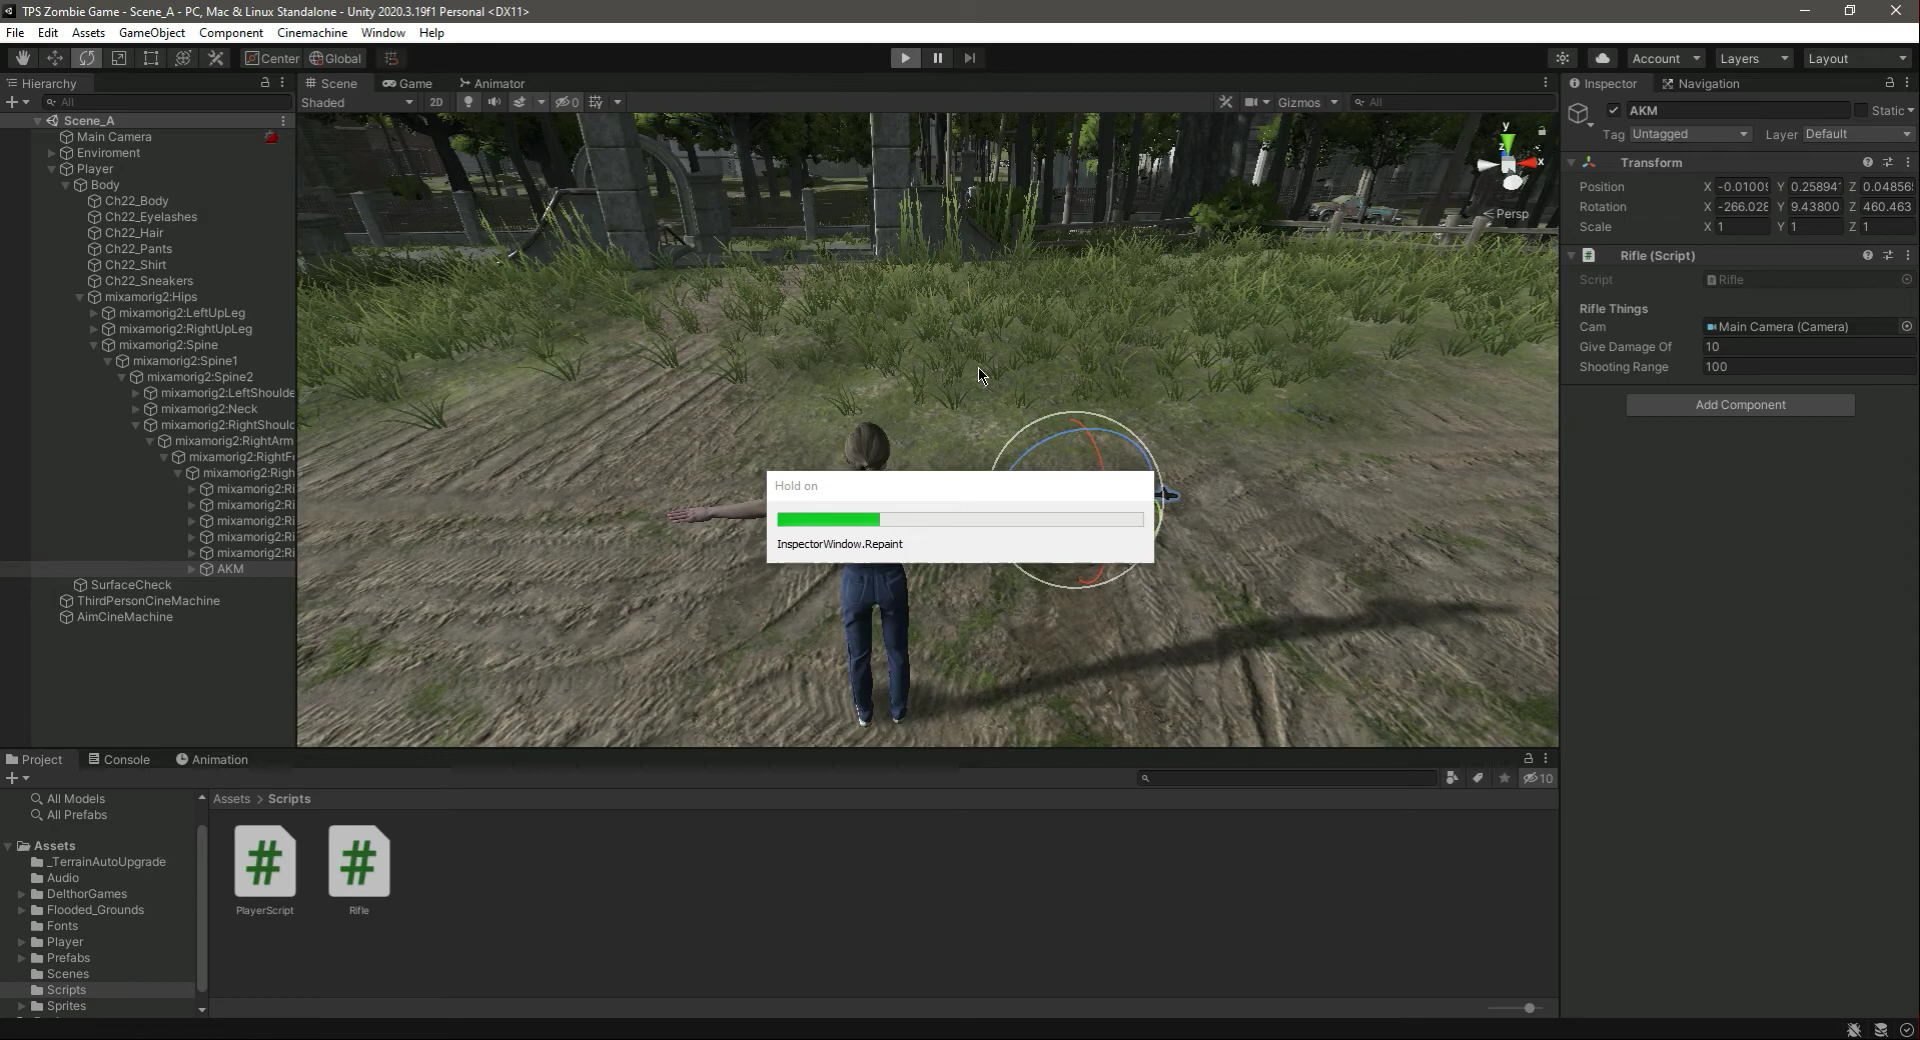 TPS Zombie Game - Scene_A - PC, Mac & Linux Standalone - Unity 2020.3.19f1 Personal <DX11>
File Edit Assets GameObject Component Cinemachine Window Help
Center Global
Account Layers Layout
Hierarchy
Scene Game Animator
Inspector Navigation
All
Shaded 2D 0 Gizmos All
Scene_A
Main Camera
Enviroment
Player
Body
Ch22_Body
Ch22_Eyelashes
Ch22_Hair
Ch22_Pants
Ch22_Shirt
Ch22_Sneakers
mixamorig2:Hips
mixamorig2:LeftUpLeg
mixamorig2:RightUpLeg
mixamorig2:Spine
mixamorig2:Spine1
mixamorig2:Spine2
mixamorig2:LeftShoulde
mixamorig2:Neck
mixamorig2:RightShoulc
mixamorig2:RightArm
mixamorig2:RightF
mixamorig2:Righ
mixamorig2:Ri
mixamorig2:Ri
mixamorig2:Ri
mixamorig2:Ri
mixamorig2:Ri
AKM
SurfaceCheck
ThirdPersonCineMachine
AimCineMachine
y
z
x
Persp
Hold on
InspectorWindow.Repaint
AKM Static
Tag Untagged Layer Default
Transform
Position X -0.01009 Y 0.25894 Z 0.04856
Rotation X -266.028 Y 9.43800 Z 460.463
Scale X 1 Y 1 Z 1
Rifle (Script)
Script Rifle
Rifle Things
Cam Main Camera (Camera)
Give Damage Of 10
Shooting Range 100
Add Component
Project Console Animation
10
All Models
All Prefabs
Assets
_TerrainAutoUpgrade
Audio
DelthorGames
Flooded_Grounds
Fonts
Player
Prefabs
Scenes
Scripts
Sprites
Assets > Scripts
PlayerScript Rifle